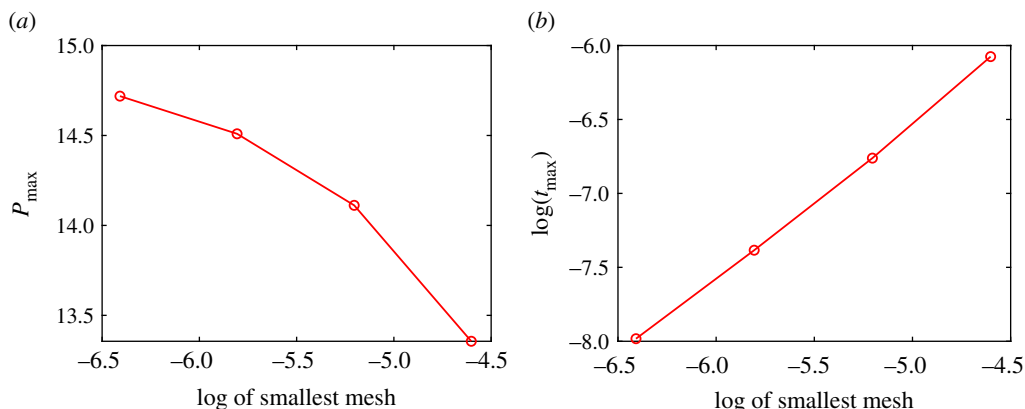 (a)
15.0
14.5
14.0
13.5
P_max
–6.5 –6.0 –5.5 –5.0 –4.5
log of smallest mesh
(b)
–6.0
–6.5
–7.0
–7.5
–8.0
log(t_max)
–6.5 –6.0 –5.5 –5.0 –4.5
log of smallest mesh